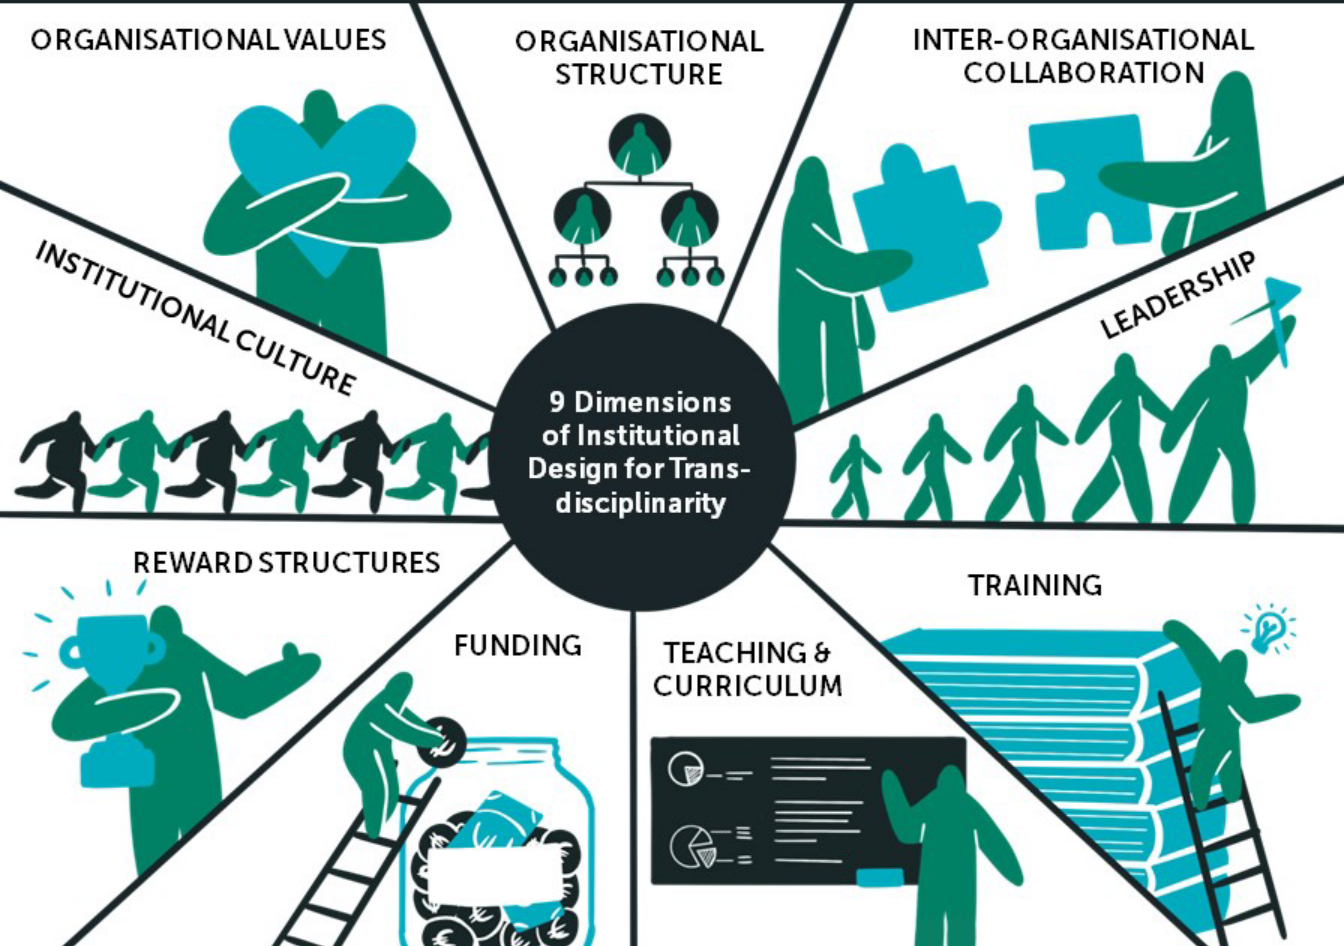 ORGANISATIONAL VALUES
ORGANISATIONAL
STRUCTURE
INTER-ORGANISATIONAL
COLLABORATION
INSTITUTIONAL CULTURE
LEADERSHIP
9 Dimensions
of Institutional
Design for Trans-
disciplinarity
REWARD STRUCTURES
FUNDING
TEACHING &
CURRICULUM
TRAINING